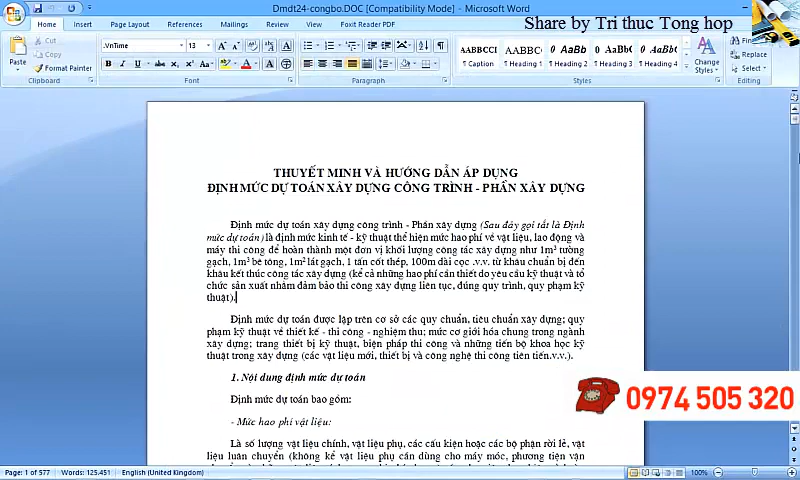 Dmdt24-congbo.DOC [Compatibility Mode] - Microsoft Word
Share by Tri thuc Tong hop
Home Insert Page Layout References Mailings Review View Foxit Reader PDF
Cut
Copy
Format Painter
Paste
Clipboard
.VnTime 13
Font
Paragraph
AABBCCI AABBC 0 AaBb 0 AaBbC 0 AaBbC
¶ Caption ¶ Heading 1 ¶ Heading 2 ¶ Heading 3 ¶ Heading 4
Change Styles
Styles
Replace
Select
Editing
THUYẾT MINH VÀ HƯỚNG DẪN ÁP DỤNG
ĐỊNH MỨC DỰ TOÁN XÂY DỰNG CÔNG TRÌNH - PHẦN XÂY DỰNG
Định mức dự toán xây dựng công trình - Phần xây dựng (Sau đây gọi tắt là Định
mức dự toán) là định mức kinh tế - kỹ thuật thể hiện mức hao phí về vật liệu, lao động và
máy thi công để hoàn thành một đơn vị khối lượng công tác xây dựng như 1m³ tường
gạch, 1m³ bê tông, 1m² lát gạch, 1 tấn cốt thép, 100m dài cọc .v.v. từ khâu chuẩn bị đến
khâu kết thúc công tác xây dựng (kể cả những hao phí cần thiết do yêu cầu kỹ thuật và tổ
chức sản xuất nhằm đảm bảo thi công xây dựng liên tục, đúng quy trình, quy phạm kỹ
thuật).
Định mức dự toán được lập trên cơ sở các quy chuẩn, tiêu chuẩn xây dựng; quy
phạm kỹ thuật về thiết kế - thi công - nghiệm thu; mức cơ giới hóa chung trong ngành
xây dựng; trang thiết bị kỹ thuật, biện pháp thi công và những tiến bộ khoa học kỹ
thuật trong xây dựng (các vật liệu mới, thiết bị và công nghệ thi công tiên tiến.v.v.).
1. Nội dung định mức dự toán
Định mức dự toán bao gồm:
- Mức hao phí vật liệu:
Là số lượng vật liệu chính, vật liệu phụ, các cấu kiện hoặc các bộ phận rời lẻ, vật
liệu luân chuyển (không kể vật liệu phụ cần dùng cho máy móc, phương tiện vận
0974 505 320
Page: 1 of 577 Words: 125.451 English (United Kingdom) 100%